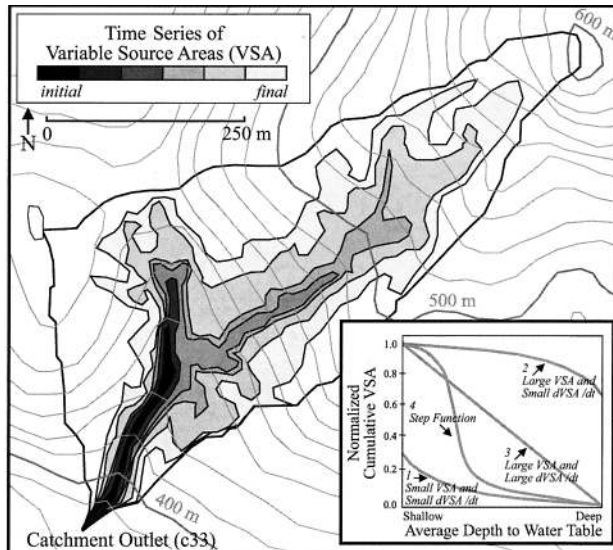 Time Series of
Variable Source Areas (VSA)
initial final
N
0 250 m
600 m
500 m
400 m
Catchment Outlet (c33)
Normalized
Cumulative VSA
1.0
0.8
0.6
0.4
0.2
0
2
Large VSA and
Small dVSA/dt
4
Step Function
3
Large VSA and
Large dVSA/dt
1
Small VSA and
Small dVSA/dt
Shallow Deep
Average Depth to Water Table